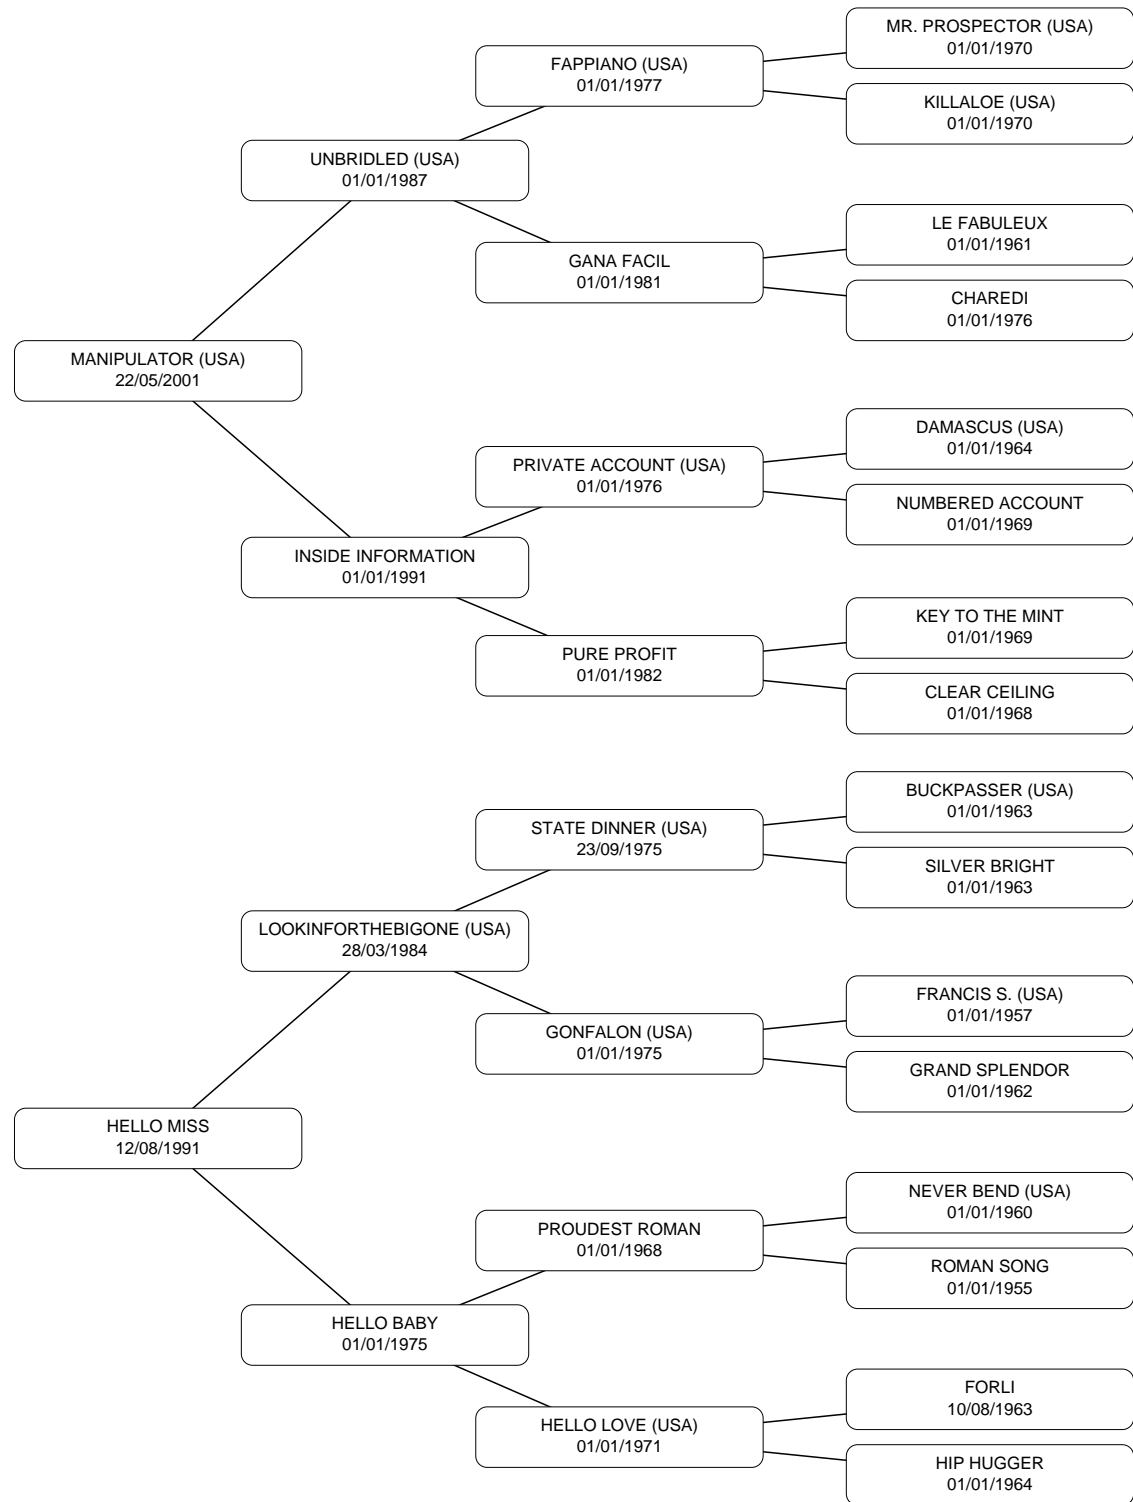 MR. PROSPECTOR (USA)
01/01/1970
FAPPIANO (USA)
01/01/1977
KILLALOE (USA)
01/01/1970
UNBRIDLED (USA)
01/01/1987
LE FABULEUX
01/01/1961
GANA FACIL
01/01/1981
CHAREDI
01/01/1976
MANIPULATOR (USA)
22/05/2001
DAMASCUS (USA)
01/01/1964
PRIVATE ACCOUNT (USA)
01/01/1976
NUMBERED ACCOUNT
01/01/1969
INSIDE INFORMATION
01/01/1991
KEY TO THE MINT
01/01/1969
PURE PROFIT
01/01/1982
CLEAR CEILING
01/01/1968
BUCKPASSER (USA)
01/01/1963
STATE DINNER (USA)
23/09/1975
SILVER BRIGHT
01/01/1963
LOOKINFORTHEBIGONE (USA)
28/03/1984
FRANCIS S. (USA)
01/01/1957
GONFALON (USA)
01/01/1975
GRAND SPLENDOR
01/01/1962
HELLO MISS
12/08/1991
NEVER BEND (USA)
01/01/1960
PROUDEST ROMAN
01/01/1968
ROMAN SONG
01/01/1955
HELLO BABY
01/01/1975
FORLI
10/08/1963
HELLO LOVE (USA)
01/01/1971
HIP HUGGER
01/01/1964